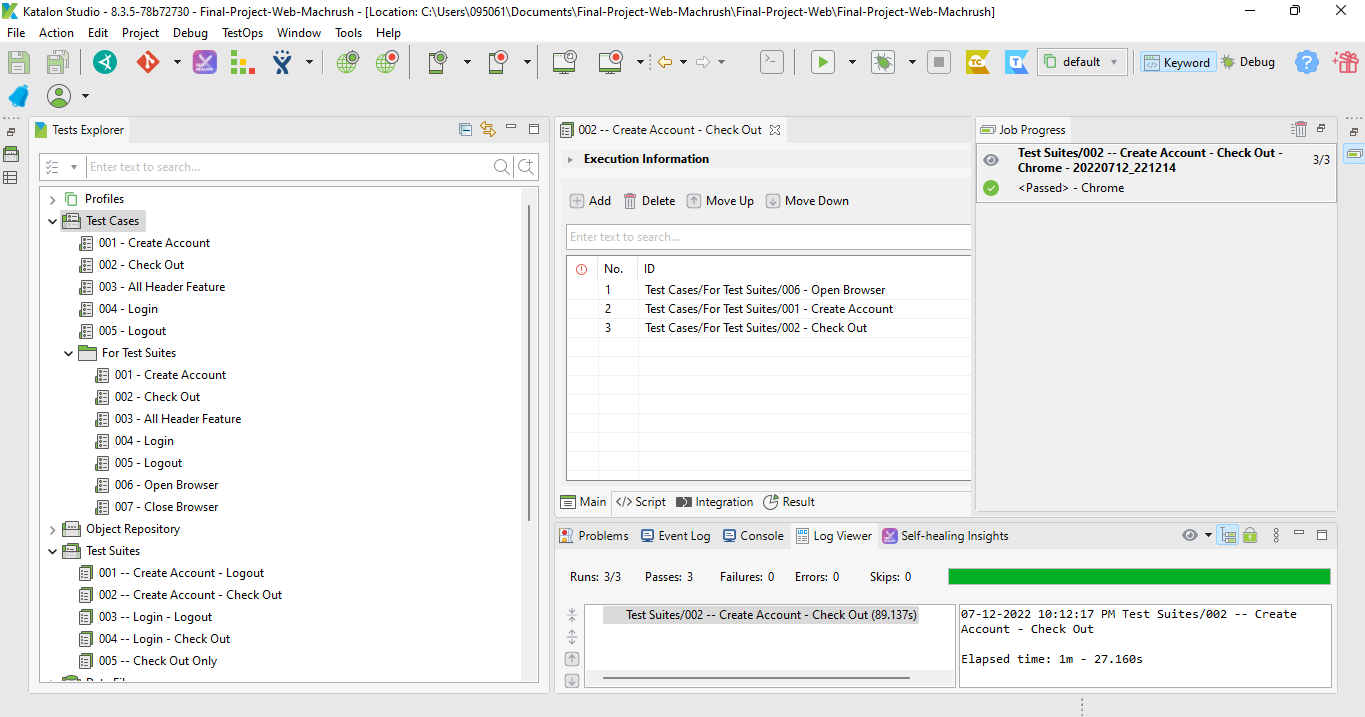 Katalon Studio - 8.3.5-78b72730 - Final-Project-Web-Machrush - [Location: C:\Users\095061\Documents\Final-Project-Web-Machrush\Final-Project-Web\Final-Project-Web-Machrush]
File Action Edit Project Debug TestOps Window Tools Help
TC T default Keyword Debug
Tests Explorer
Enter text to search...
Profiles
Test Cases
001 - Create Account
002 - Check Out
003 - All Header Feature
004 - Login
005 - Logout
For Test Suites
001 - Create Account
002 - Check Out
003 - All Header Feature
004 - Login
005 - Logout
006 - Open Browser
007 - Close Browser
Object Repository
Test Suites
001 -- Create Account - Logout
002 -- Create Account - Check Out
003 -- Login - Logout
004 -- Login - Check Out
005 -- Check Out Only
002 -- Create Account - Check Out
Execution Information
Add Delete Move Up Move Down
Enter text to search...
No. ID
1 Test Cases/For Test Suites/006 - Open Browser
2 Test Cases/For Test Suites/001 - Create Account
3 Test Cases/For Test Suites/002 - Check Out
Main </> Script Integration Result
Job Progress
Test Suites/002 -- Create Account - Check Out - 3/3
Chrome - 20220712_221214
<Passed> - Chrome
Problems Event Log Console Log Viewer Self-healing Insights
Runs: 3/3 Passes: 3 Failures: 0 Errors: 0 Skips: 0
Test Suites/002 -- Create Account - Check Out (89.137s)
07-12-2022 10:12:17 PM Test Suites/002 -- Create
Account - Check Out
Elapsed time: 1m - 27.160s